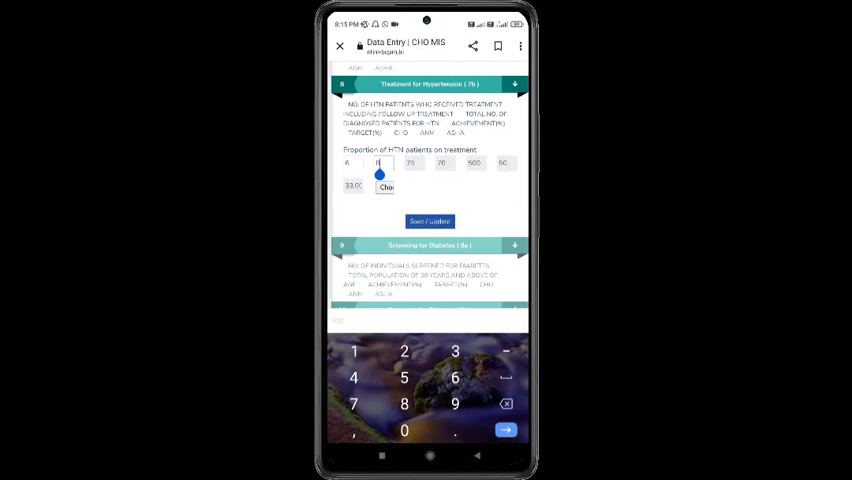 8:15 PM
Data Entry | CHO MIS
ANM ASHA
8 Treatment for Hypertension ( 7b )
NO. OF HTN PATIENTS WHO RECEIVED TREATMENT
INCLUDING FOLLOW UP TREATMENT TOTAL NO. OF
DIAGNOSED PATIENTS FOR HTN ACHIEVEMENT(%)
TARGET(%) CHO ANM ASHA
Proportion of HTN patients on treatment
6 8 75 70 500 50
33.00 Choo
Save / Update
9 Screening for Diabetes ( 8a )
NO. OF INDIVIDUALS SCREENED FOR DIABETES
TOTAL POPULATION OF 30 YEARS AND ABOVE OF
AGE ACHIEVEMENT(%) TARGET(%) CHO
ANM ASHA
1 2 3 -
4 5 6
7 8 9
, 0 .